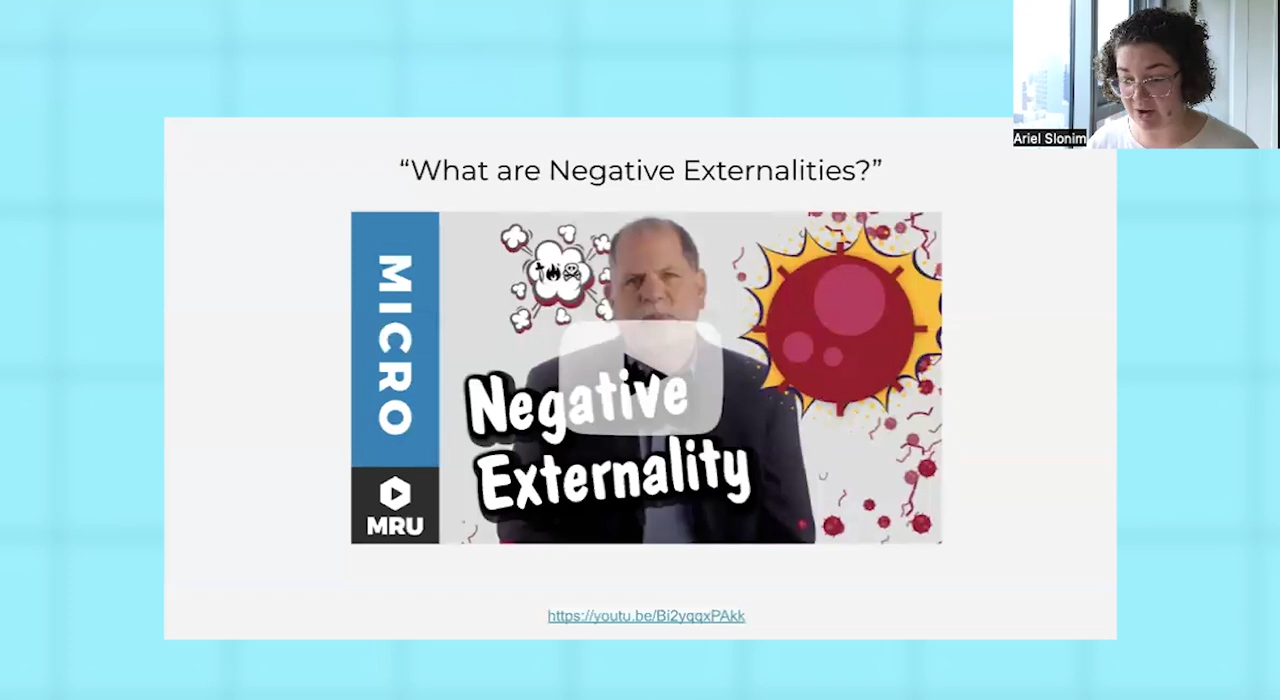 Ariel Slonim
“What are Negative Externalities?”
MICRO
Negative
Externality
MRU
https://youtu.be/Bi2yqqxPAkk